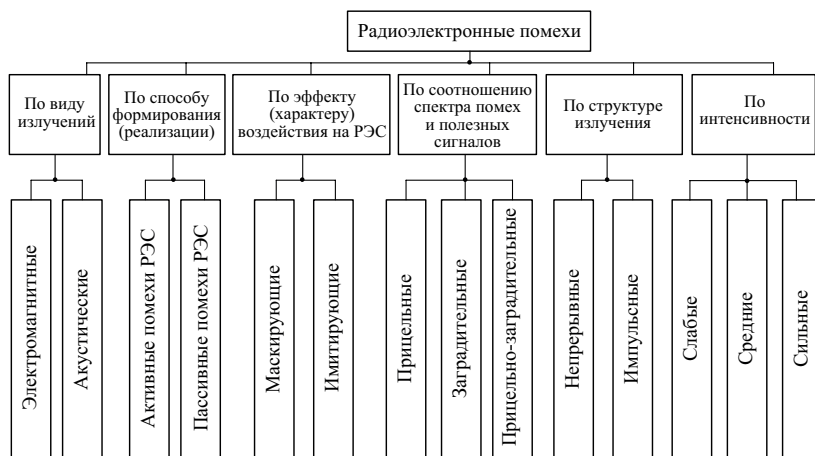 Радиоэлектронные помехи
По виду
излучений
По способу
формирования
(реализации)
По эффекту
(характеру)
воздействия на РЭС
По соотношению
спектра помех
и полезных
сигналов
По структуре
излучения
По
интенсивности
Электромагнитные
Акустические
Активные помехи РЭС
Пассивные помехи РЭС
Маскирующие
Имитирующие
Прицельные
Заградительные
Прицельно-заградительные
Непрерывные
Импульсные
Слабые
Средние
Сильные